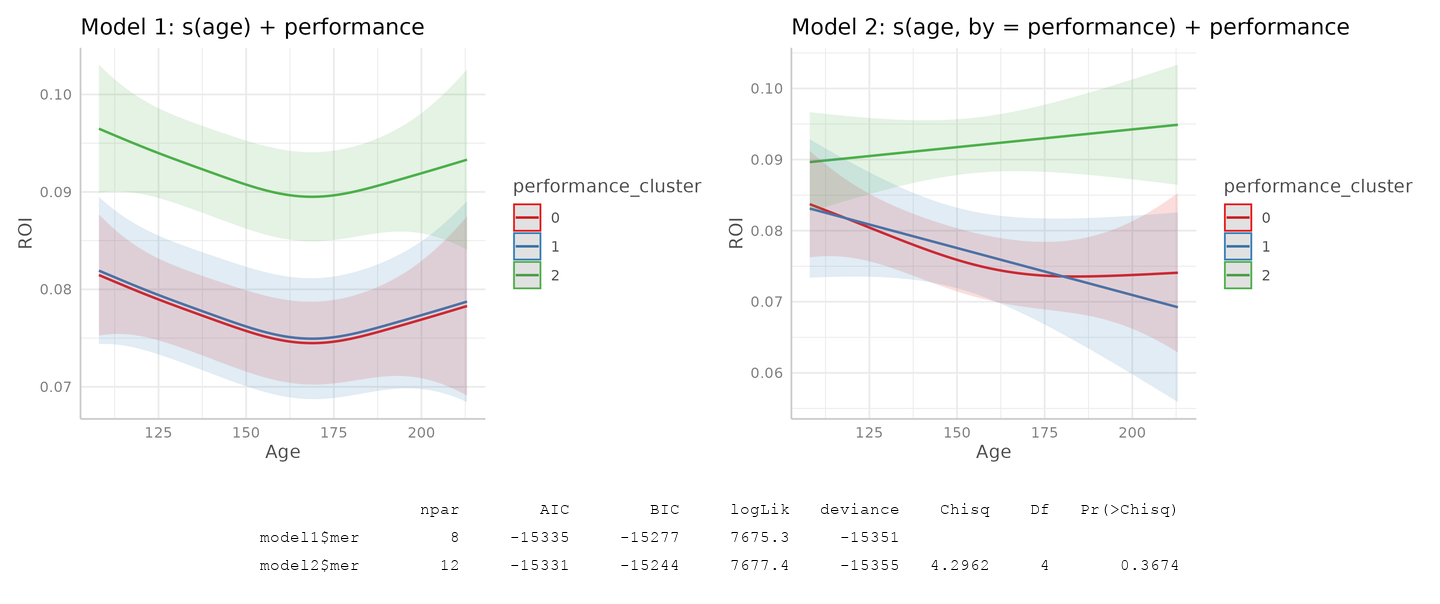 Model 1: s(age) + performance
0.10
0.09
0.08
0.07
ROI
125 150 175 200
Age
performance_cluster
0
1
2
Model 2: s(age, by = performance) + performance
0.10
0.09
0.08
0.07
0.06
ROI
125 150 175 200
Age
performance_cluster
0
1
2
npar AIC BIC logLik deviance Chisq Df Pr(>Chisq)
model1$mer 8 -15335 -15277 7675.3 -15351
model2$mer 12 -15331 -15244 7677.4 -15355 4.2962 4 0.3674